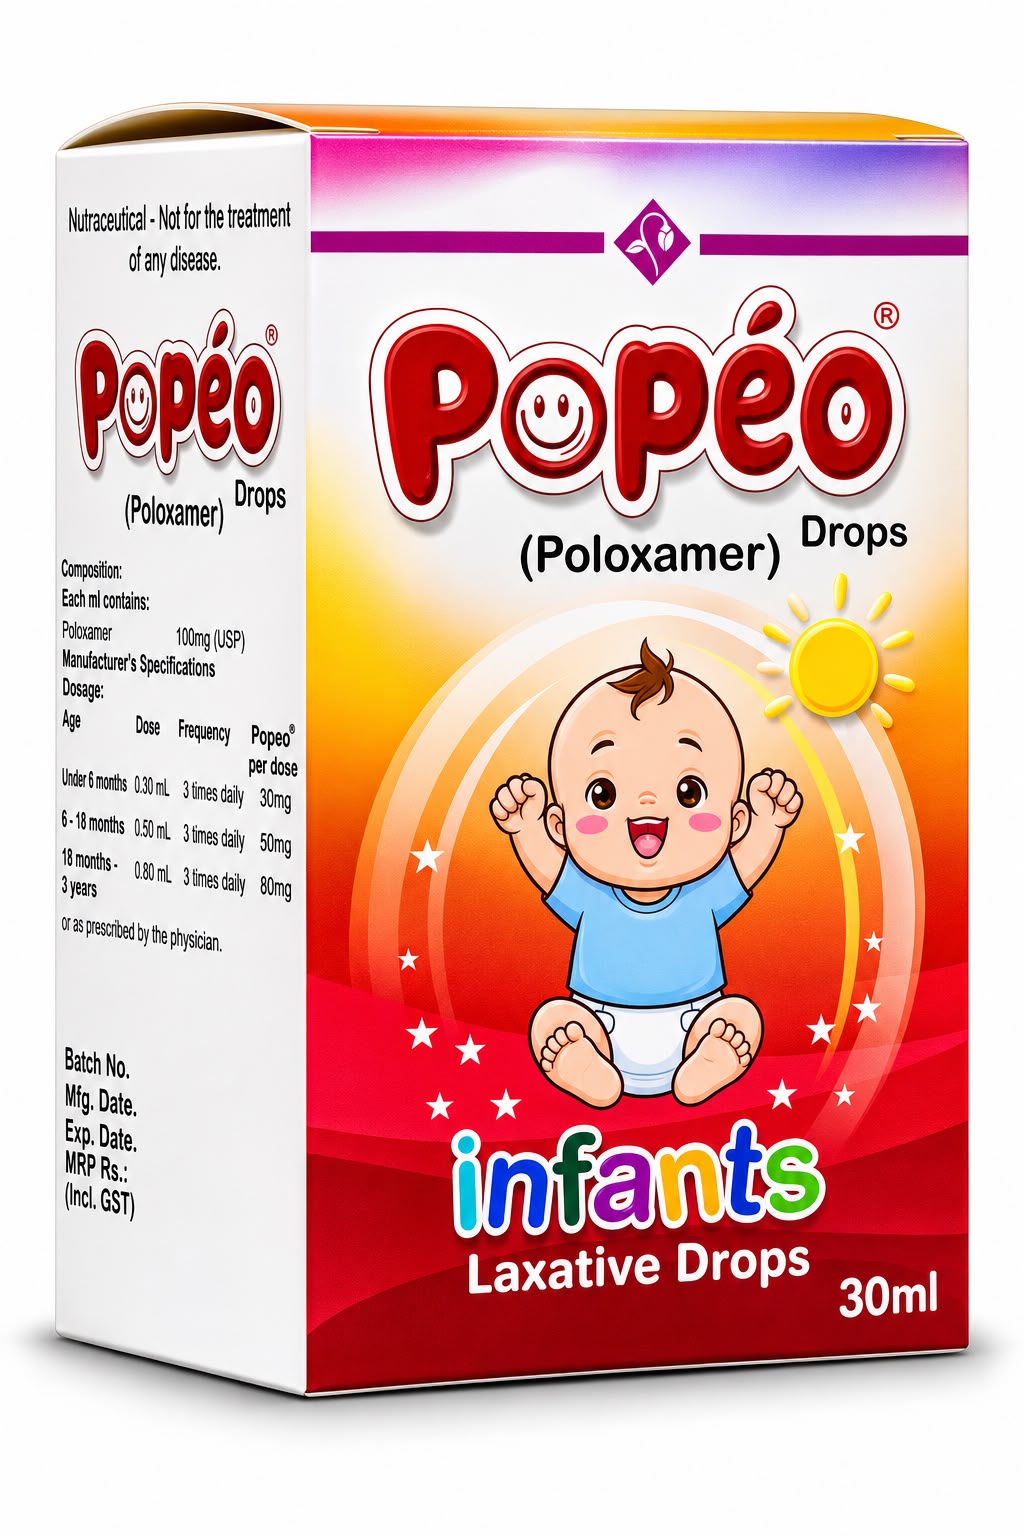 Nutraceutical - Not for the treatment
of any disease.
Popéo®
(Poloxamer) Drops
Composition:
Each ml contains:
Poloxamer 100mg (USP)
Manufacturer's Specifications
Dosage:
Age Dose Frequency Popeo®
per dose
Under 6 months 0.30 mL 3 times daily 30mg
6 - 18 months 0.50 mL 3 times daily 50mg
18 months -
3 years 0.80 mL 3 times daily 80mg
or as prescribed by the physician.
Batch No.
Mfg. Date.
Exp. Date.
MRP Rs.:
(Incl. GST)
Popéo®
(Poloxamer) Drops
infants
Laxative Drops
30ml